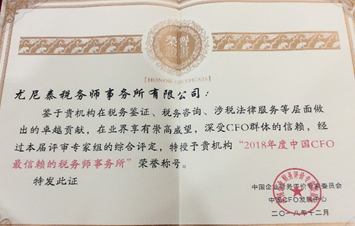 荣誉
HONOR CERTIFICATE
尤尼泰税务师事务所有限公司：
鉴于贵机构在税务鉴证、税务咨询、涉税法律服务等层面做
出的卓越贡献，在业界享有崇高威望，深受CFO群体的信赖，经
过本届评审专家组的综合评定，特授予贵机构“2018年度中国CFO
最信赖的税务师事务所”荣誉称号。
特发此证
中国CFO发展中心
二〇一八年十二月